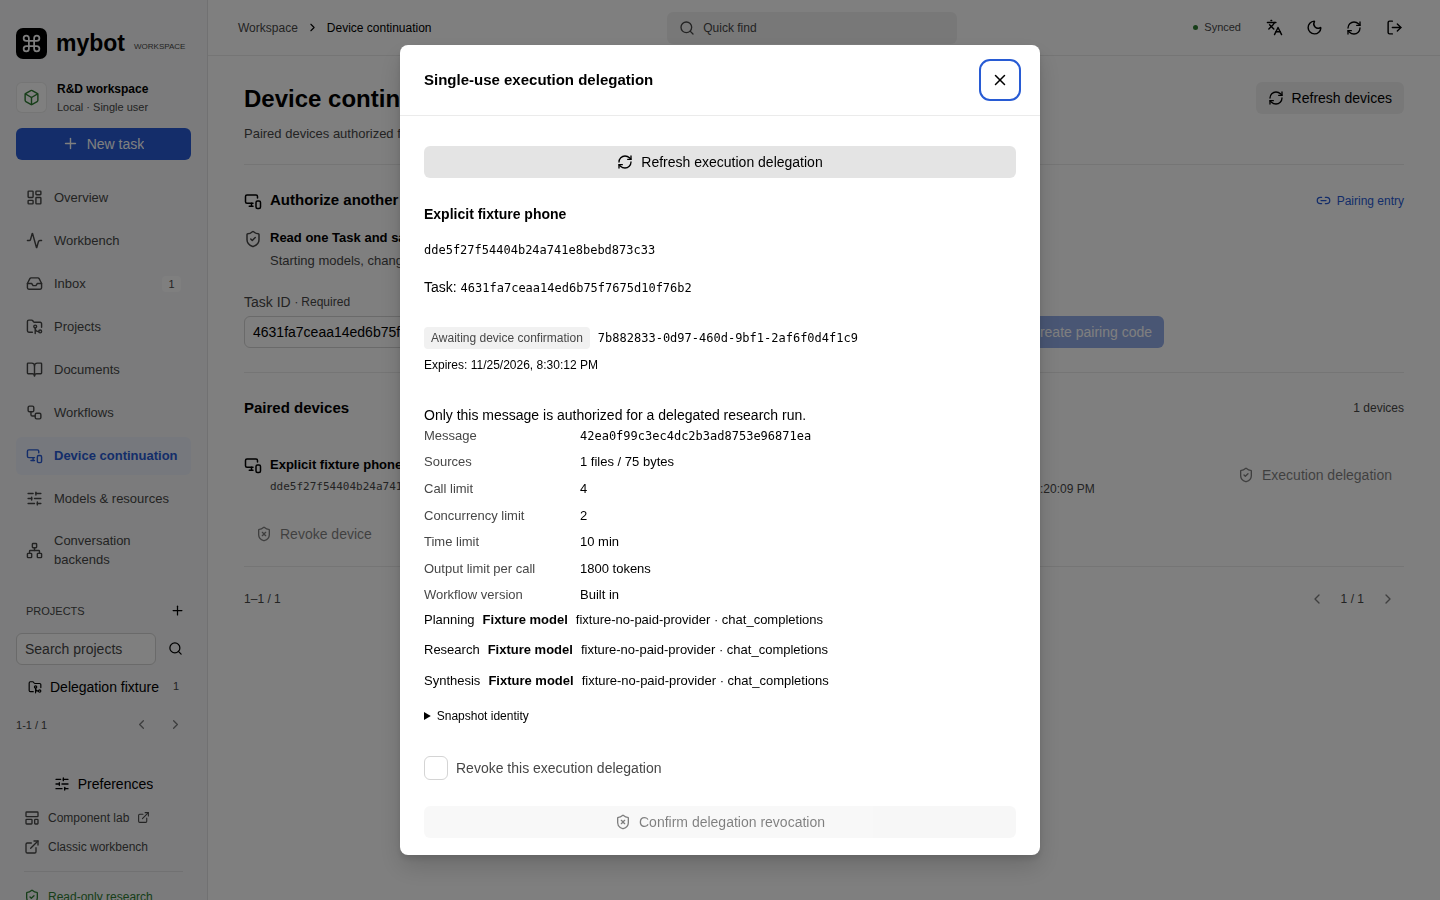 mybot WORKSPACE
R&D workspace
Local · Single user
New task
Overview
Workbench
Inbox 1
Projects
Documents
Workflows
Device continuation
Models & resources
Conversation
backends
PROJECTS
Search projects
Delegation fixture 1
1-1 / 1
Preferences
Component lab
Classic workbench
Read-only research
Workspace Device continuation
Quick find
Synced
Device contin
Refresh devices
Paired devices authorized f
Authorize another
Pairing entry
Read one Task and sa
Starting models, chang
Task ID · Required
4631fa7ceaa14ed6b75f
reate pairing code
Paired devices
1 devices
Explicit fixture phone
dde5f27f54404b24a741
:20:09 PM
Execution delegation
Revoke device
1–1 / 1
1 / 1
Single-use execution delegation
Refresh execution delegation
Explicit fixture phone
dde5f27f54404b24a741e8bebd873c33
Task: 4631fa7ceaa14ed6b75f7675d10f76b2
Awaiting device confirmation 7b882833-0d97-460d-9bf1-2af6f0d4f1c9
Expires: 11/25/2026, 8:30:12 PM
Only this message is authorized for a delegated research run.
Message 42ea0f99c3ec4dc2b3ad8753e96871ea
Sources 1 files / 75 bytes
Call limit 4
Concurrency limit 2
Time limit 10 min
Output limit per call 1800 tokens
Workflow version Built in
Planning Fixture model fixture-no-paid-provider · chat_completions
Research Fixture model fixture-no-paid-provider · chat_completions
Synthesis Fixture model fixture-no-paid-provider · chat_completions
Snapshot identity
Revoke this execution delegation
Confirm delegation revocation